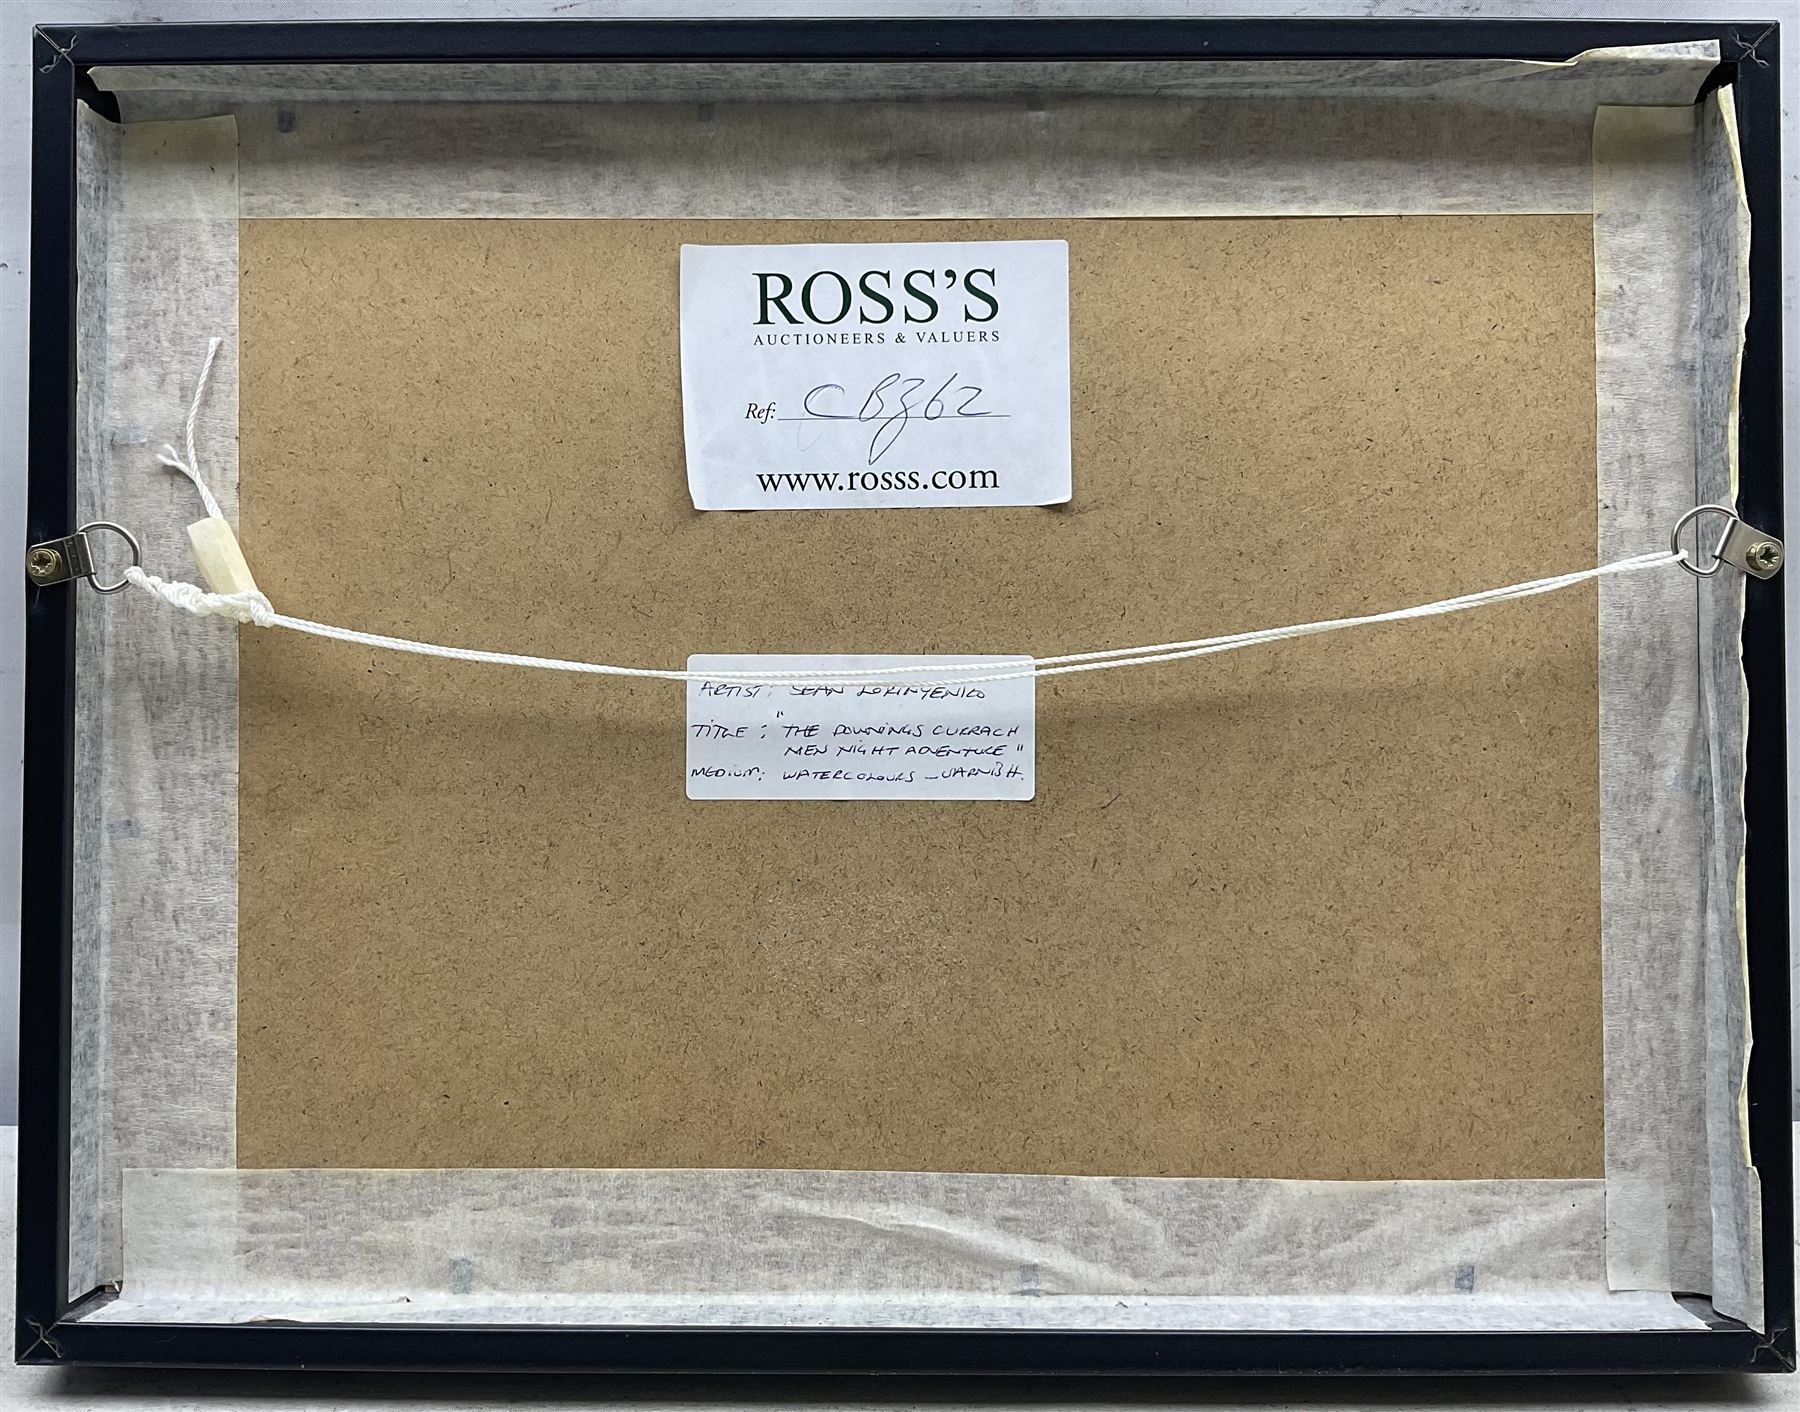 ROSS'S
AUCTIONEERS & VALUERS
Ref: CBZ62
www.rosss.com
ARTIST: SEAN LORINYENKO
TITLE: "THE DOWNINGS CURRACH
MEN NIGHT ADVENTURE"
MEDIUM: WATERCOLOURS - VARNISH.